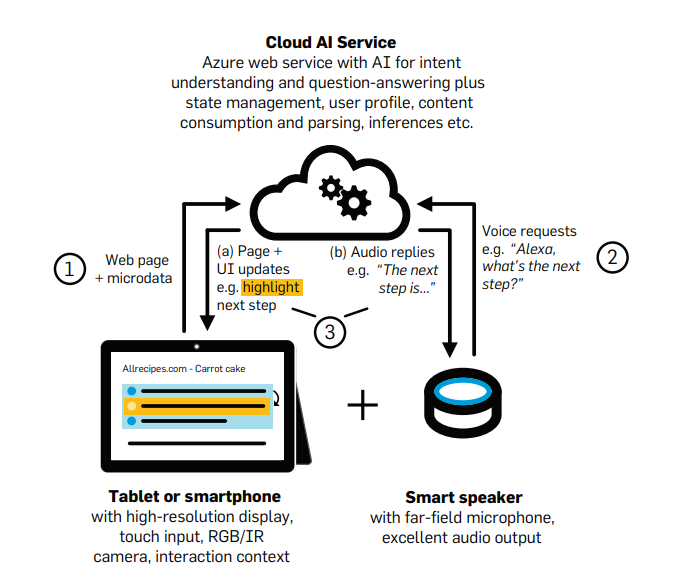 Cloud AI Service
Azure web service with AI for intent
understanding and question-answering plus
state management, user profile, content
consumption and parsing, inferences etc.
1
Web page
+ microdata
(a) Page +
UI updates
e.g. highlight
next step
(b) Audio replies
e.g. “The next
step is...”
3
Voice requests
e.g. “Alexa,
what’s the next
step?”
2
Allrecipes.com - Carrot cake
+
Tablet or smartphone
with high-resolution display,
touch input, RGB/IR
camera, interaction context
Smart speaker
with far-field microphone,
excellent audio output